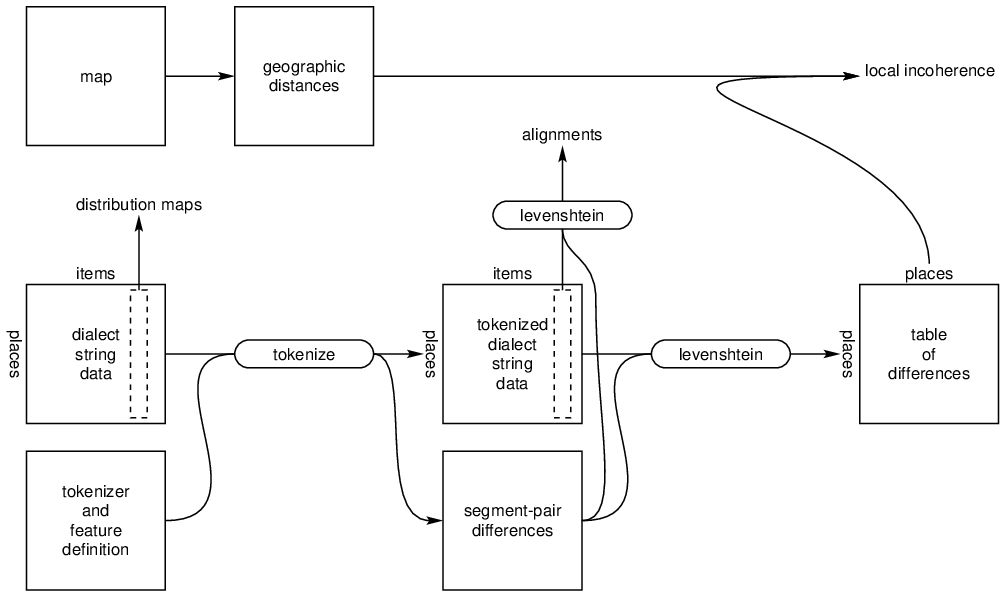 map
geographic
distances
local incoherence
alignments
distribution maps
levenshtein
items
items
places
places
dialect
string
data
tokenize
places
tokenized
dialect
string
data
levenshtein
places
table
of
differences
tokenizer
and
feature
definition
segment-pair
differences